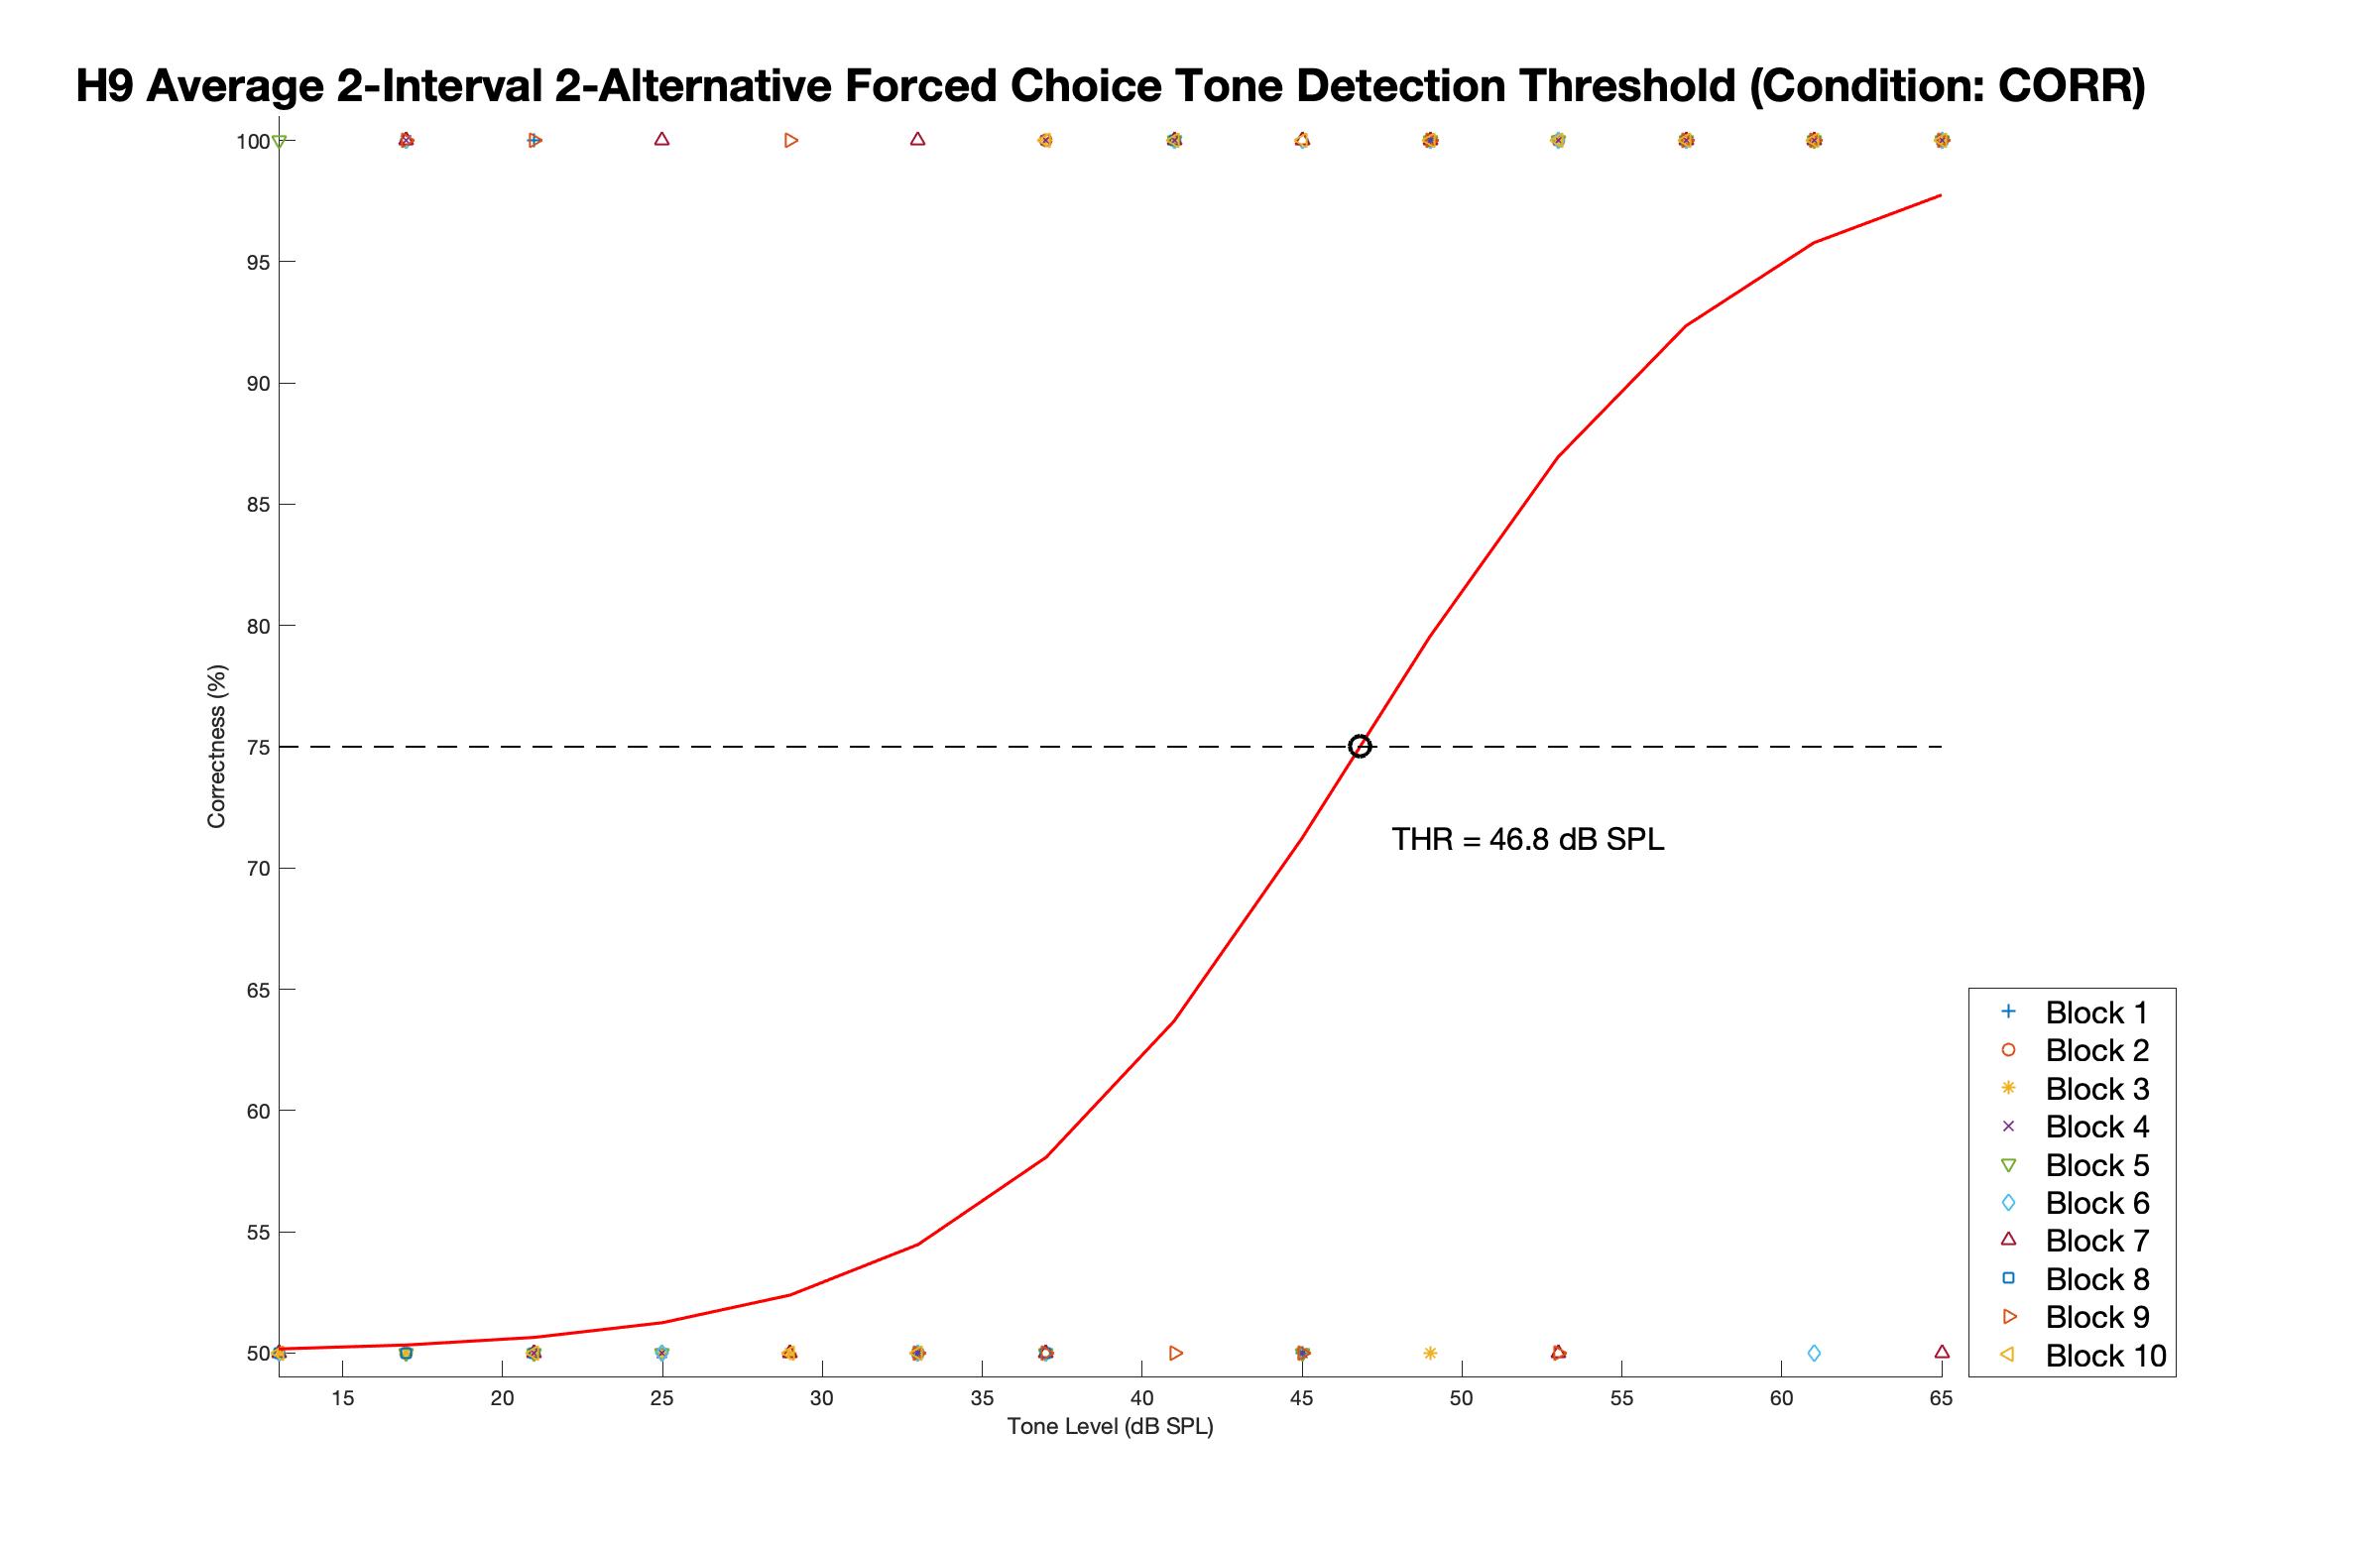 H9 Average 2-Interval 2-Alternative Forced Choice Tone Detection Threshold (Condition: CORR)
100
95
90
85
80
75
70
65
60
55
50
Correctness (%)
THR = 46.8 dB SPL
15 20 25 30 35 40 45 50 55 60 65
Tone Level (dB SPL)
Block 1
Block 2
Block 3
Block 4
Block 5
Block 6
Block 7
Block 8
Block 9
Block 10